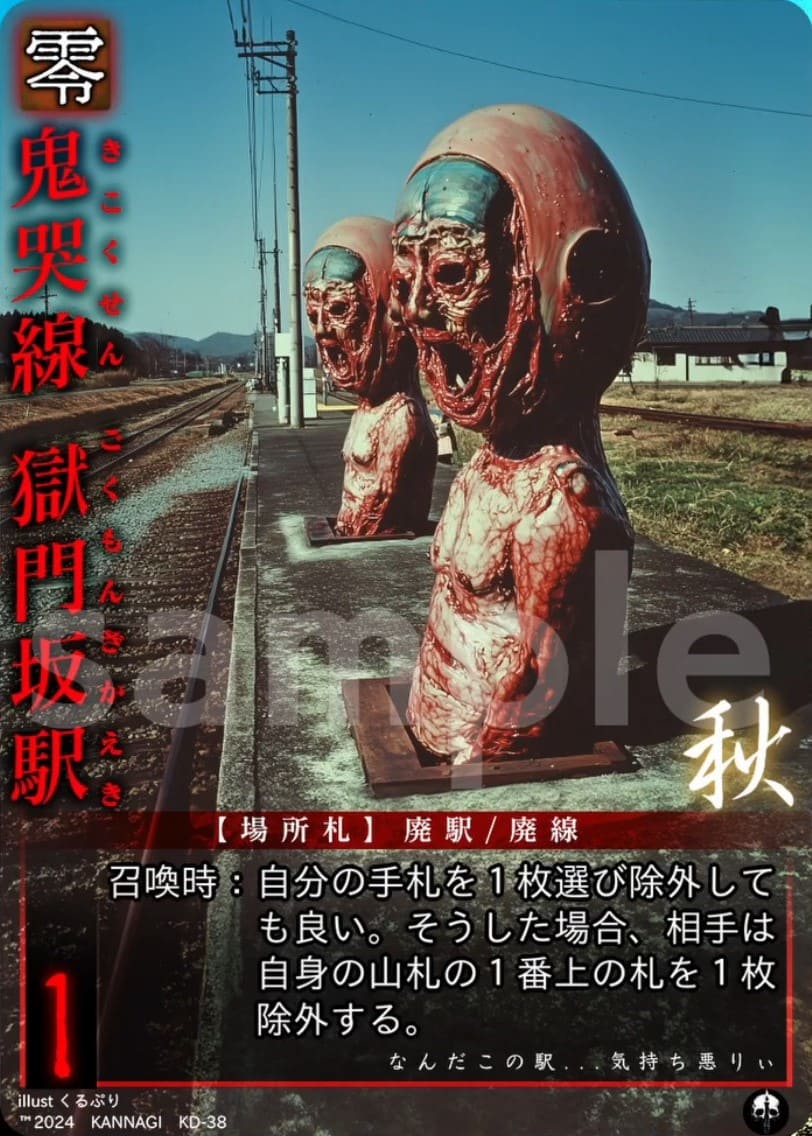 零
鬼哭線 獄門坂駅
きこくせん ごくもんざかえき
sample
秋
【場所札】廃駅/廃線
召喚時：自分の手札を１枚選び除外して
も良い。そうした場合、相手は
自身の山札の１番上の札を１枚
除外する。
なんだこの駅...気持ち悪りぃ
1
illust くるぶり
™2024 KANNAGI KD-38